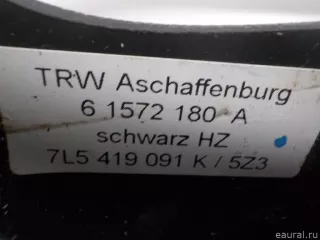 TRW Aschaffenburg
6 1572 180 A
schwarz HZ
7L5 419 091 K / 5Z3
eaural.ru